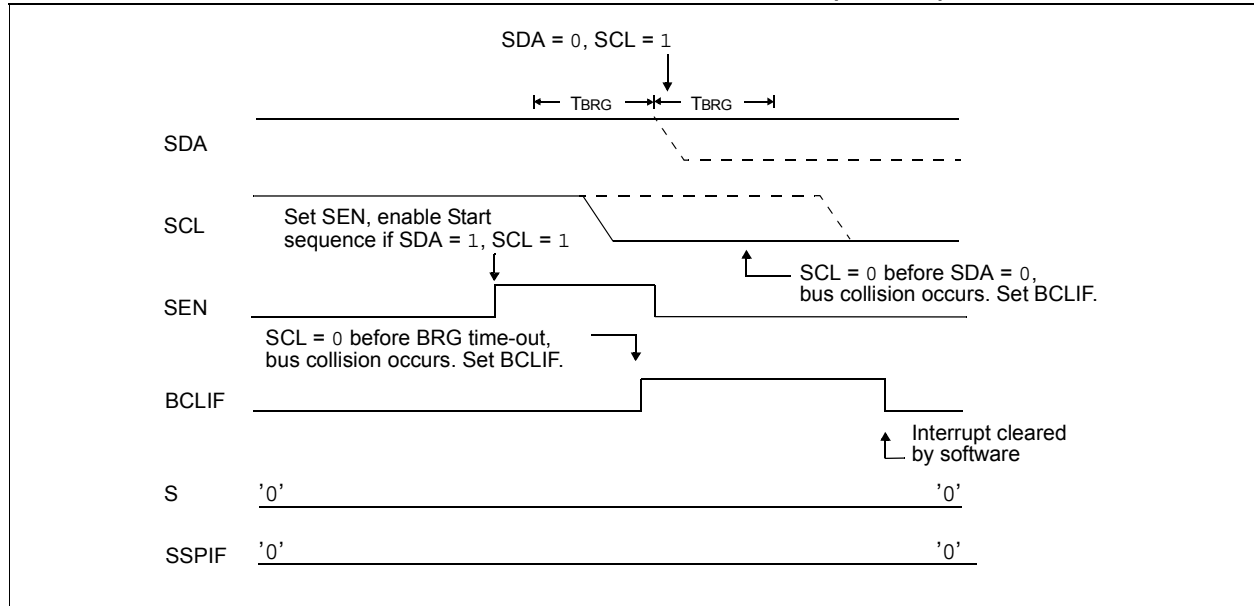 SDA = 0, SCL = 1
TBRG TBRG
SDA
SCL
Set SEN, enable Start
sequence if SDA = 1, SCL = 1
SCL = 0 before SDA = 0,
bus collision occurs. Set BCLIF.
SEN
SCL = 0 before BRG time-out,
bus collision occurs. Set BCLIF.
BCLIF
Interrupt cleared
by software
S '0' '0'
SSPIF '0' '0'